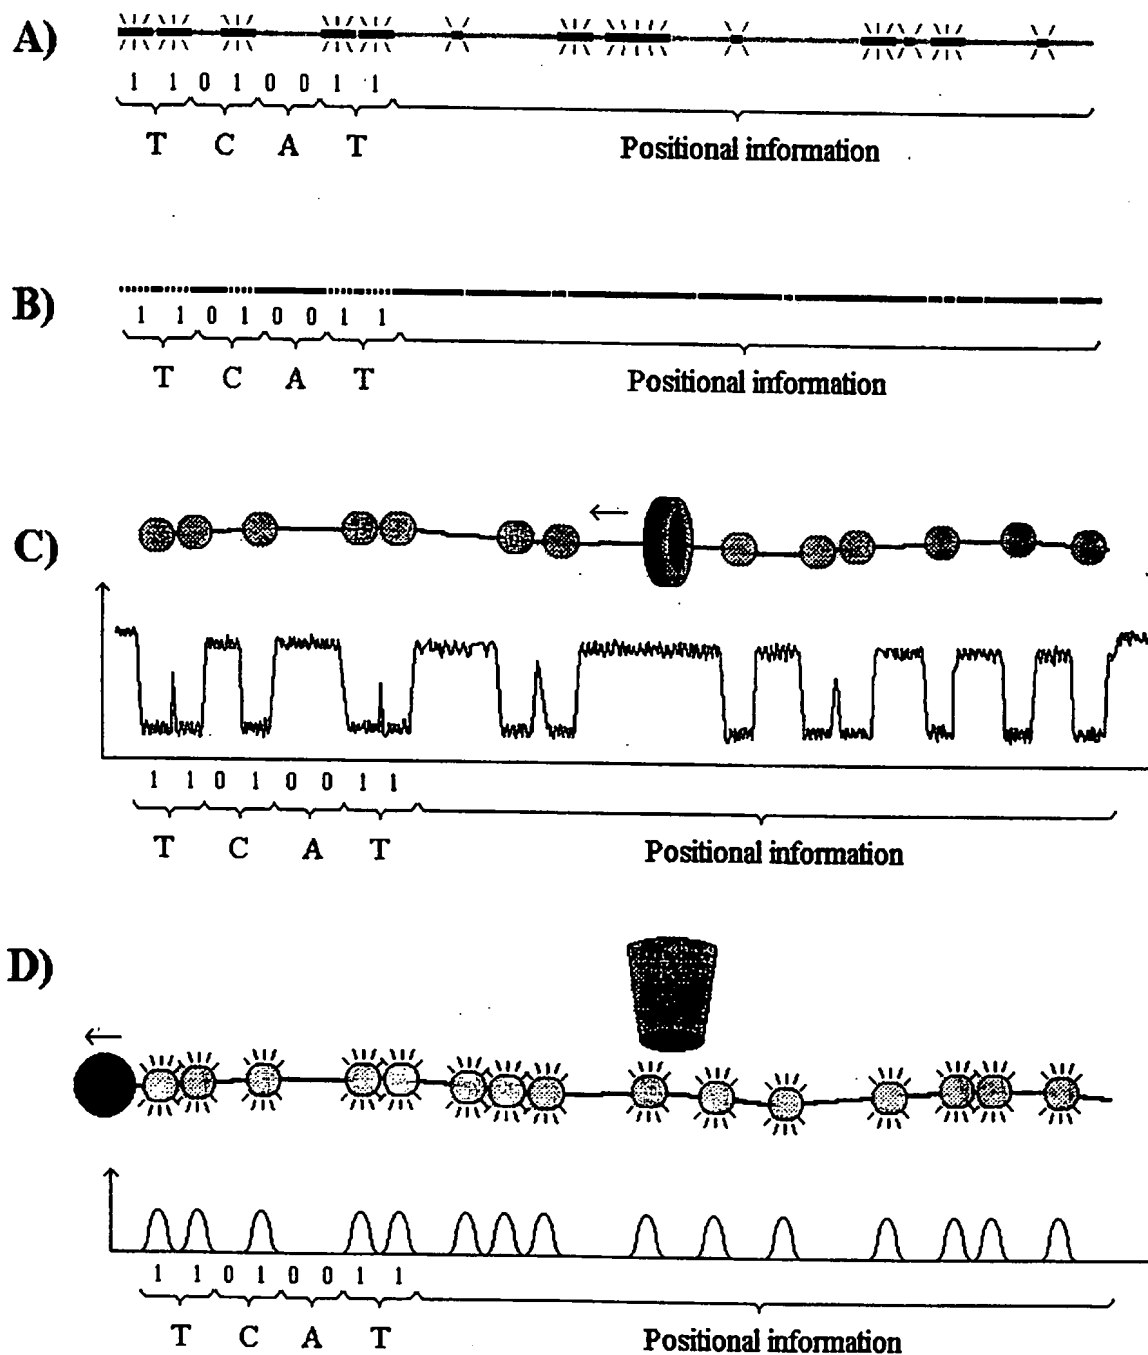 A)
1 1 0 1 0 0 1 1
T C A T Positional information
B)
1 1 0 1 0 0 1 1
T C A T Positional information
C)
1 1 0 1 0 0 1 1
T C A T Positional information
D)
1 1 0 1 0 0 1 1
T C A T Positional information